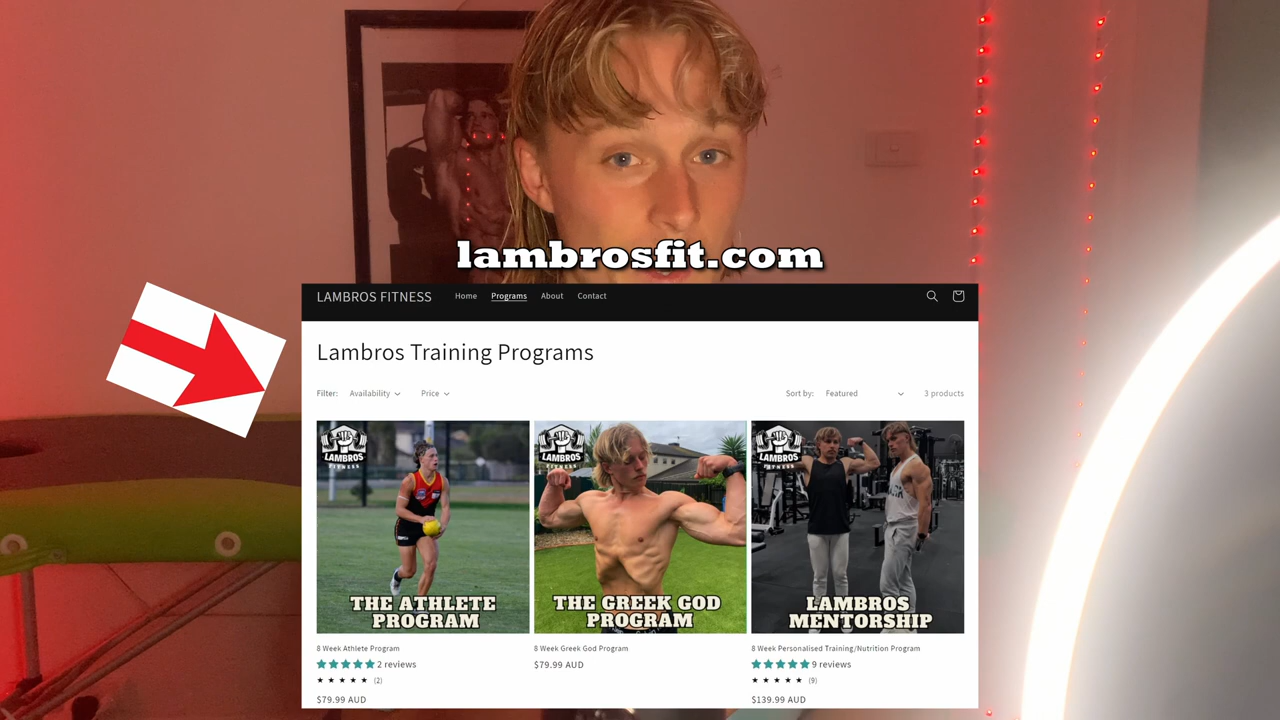 lambrosfit.com
LAMBROS FITNESS Home Programs About Contact
Lambros Training Programs
Filter: Availability Price Sort by: Featured 3 products
LAMBROS FITNESS
THE ATHLETE PROGRAM
LAMBROS FITNESS
THE GREEK GOD PROGRAM
LAMBROS FITNESS
LAMBROS MENTORSHIP
8 Week Athlete Program
★★★★★ 2 reviews
★★★★★ (2)
$79.99 AUD
8 Week Greek God Program
$79.99 AUD
8 Week Personalised Training/Nutrition Program
★★★★★ 9 reviews
★★★★★ (9)
$139.99 AUD